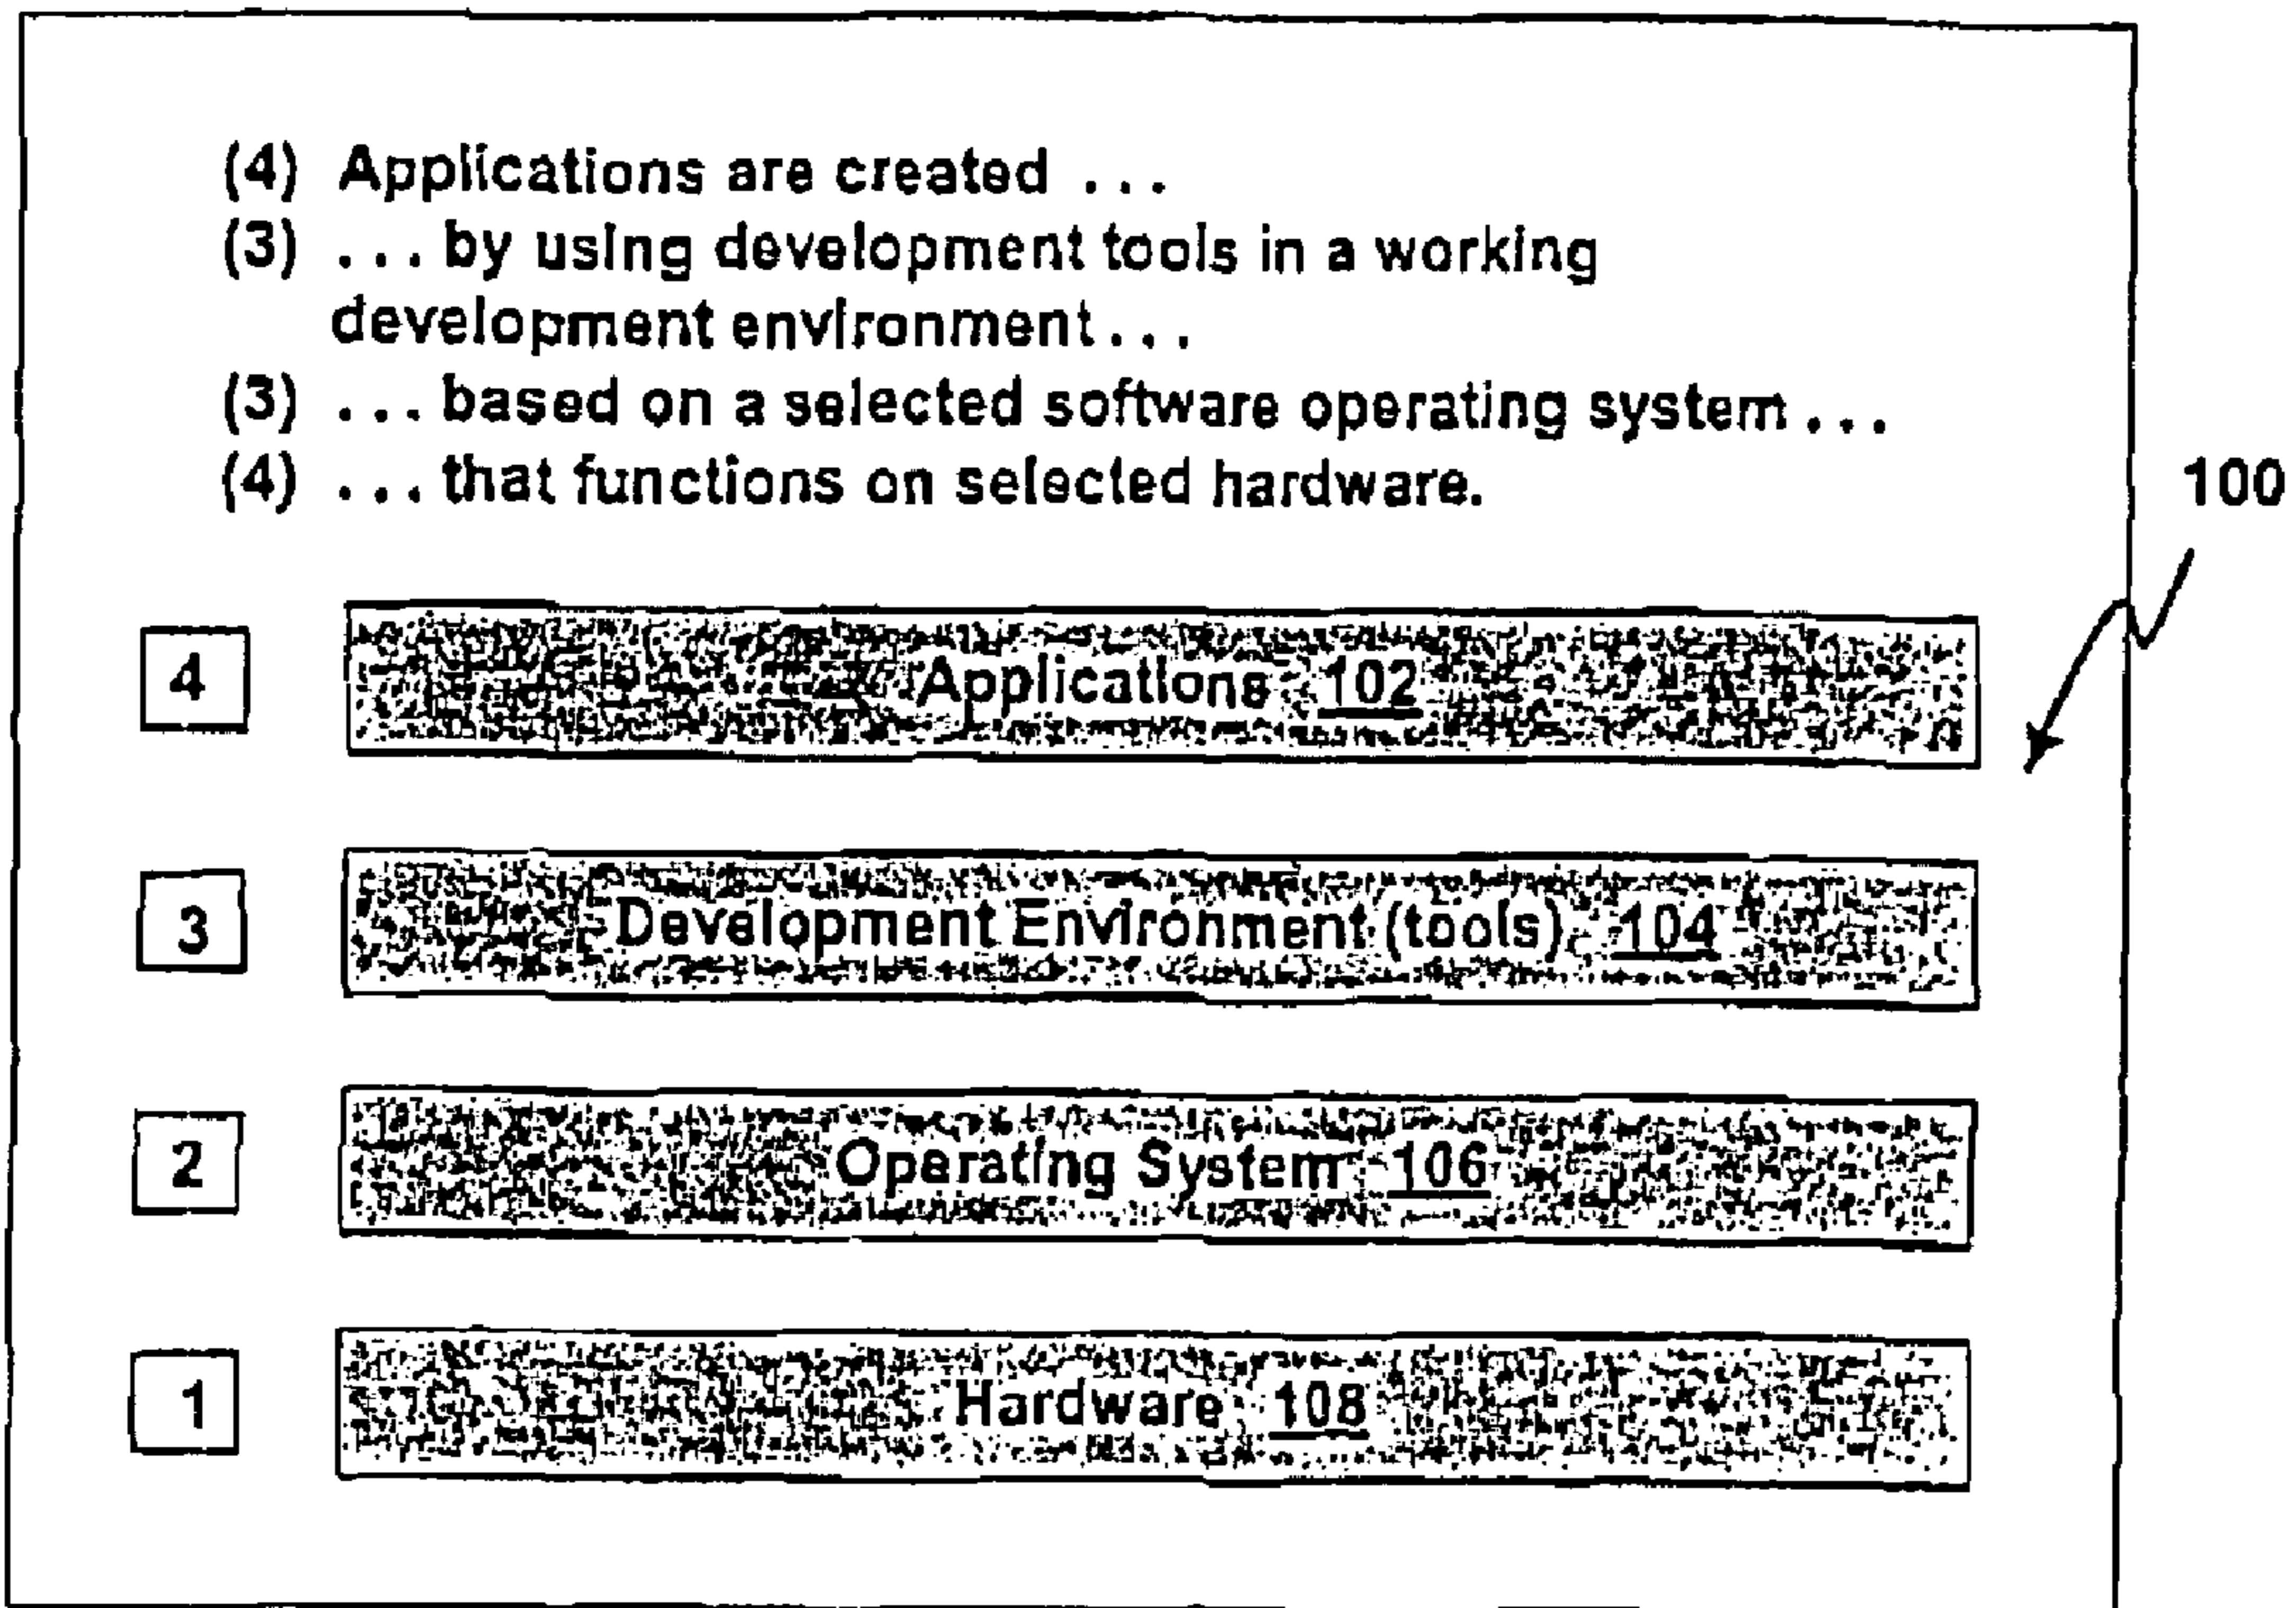 (4) Applications are created ...
(3) ... by using development tools in a working
development environment...
(3) ... based on a selected software operating system ...
(4) ... that functions on selected hardware.
100
4 Applications 102
3 Development Environment (tools) 104
2 Operating System 106
1 Hardware 108